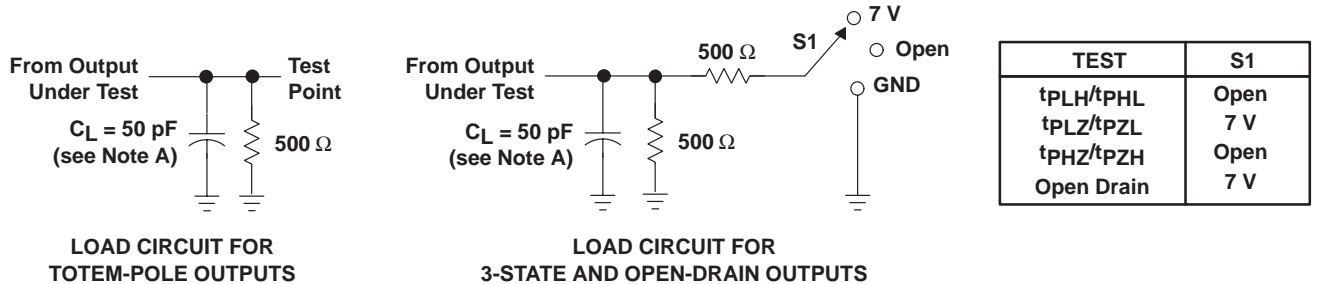 From Output
Under Test
Test
Point
C_L = 50 pF
(see Note A)
500 Ω
LOAD CIRCUIT FOR
TOTEM-POLE OUTPUTS
From Output
Under Test
500 Ω
S1
7 V
Open
GND
C_L = 50 pF
(see Note A)
500 Ω
LOAD CIRCUIT FOR
3-STATE AND OPEN-DRAIN OUTPUTS
TEST S1
tPLH/tPHL Open
tPLZ/tPZL 7 V
tPHZ/tPZH Open
Open Drain 7 V